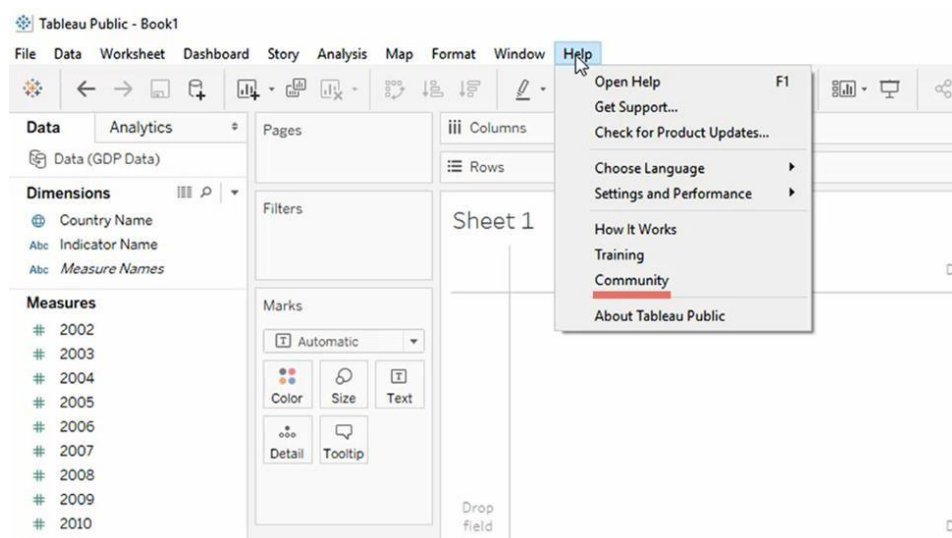 Tableau Public - Book1
File Data Worksheet Dashboard Story Analysis Map Format Window Help
Open Help F1
Get Support...
Check for Product Updates...
Choose Language
Settings and Performance
How It Works
Training
Community
About Tableau Public
Data Analytics
Data (GDP Data)
Dimensions
Country Name
Abc Indicator Name
Abc Measure Names
Measures
# 2002
# 2003
# 2004
# 2005
# 2006
# 2007
# 2008
# 2009
# 2010
Pages
Filters
Marks
T Automatic
Color Size T Text
Detail Tooltip
iii Columns
Rows
Sheet 1
Drop
field
D
D